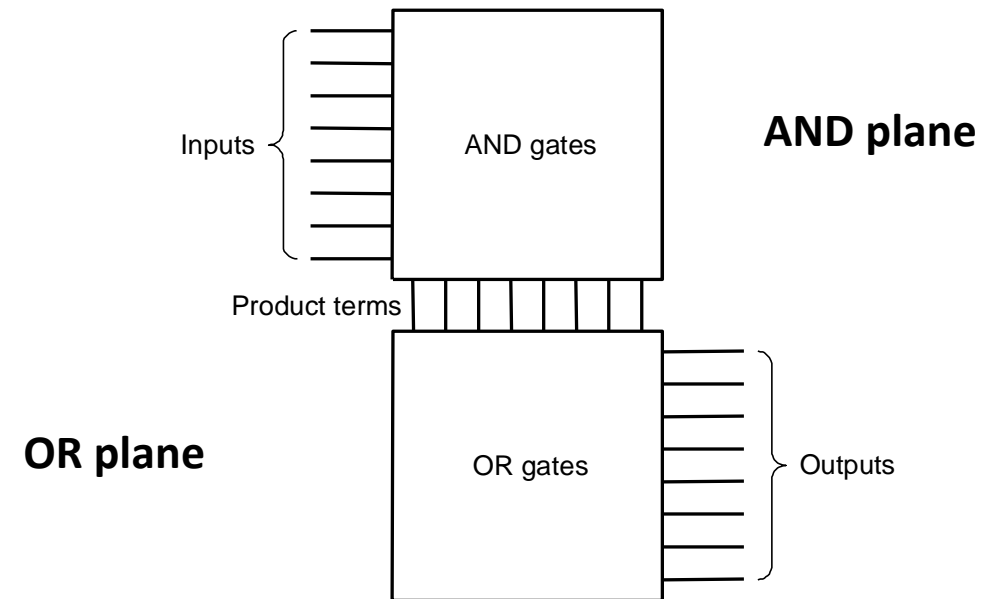 Inputs
AND gates
AND plane
Product terms
OR plane
OR gates
Outputs